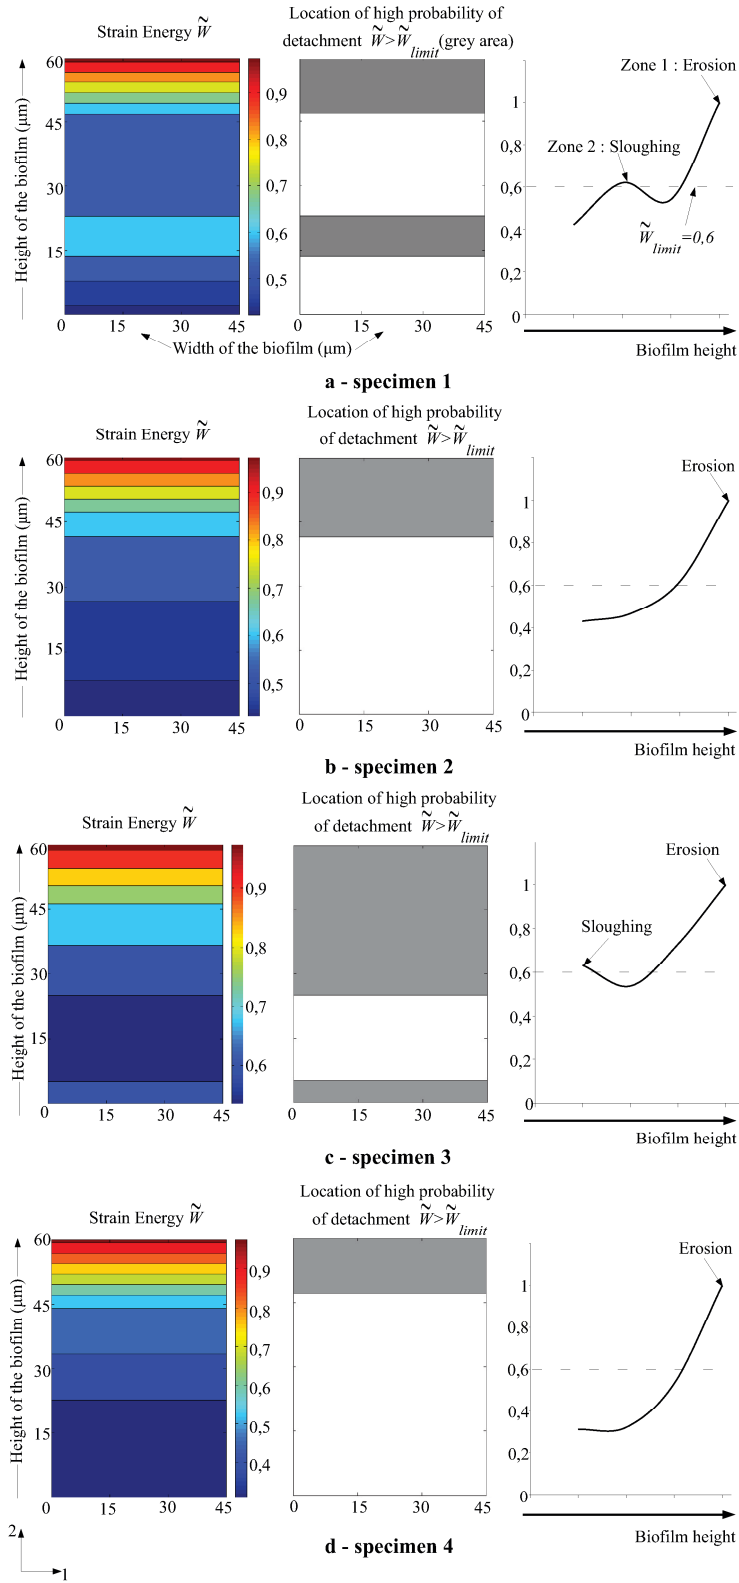 Strain Energy W̃
Location of high probability of
detachment W̃>W̃limit (grey area)
Height of the biofilm (μm)
60
45
30
15
0 15 30 45
0,9
0,8
0,7
0,6
0,5
0 15 30 45
Width of the biofilm (μm)
Zone 1 : Erosion
Zone 2 : Sloughing
W̃limit=0,6
1
0,8
0,6
0,4
0,2
0
Biofilm height
a - specimen 1
Strain Energy W̃
Location of high probability
of detachment W̃>W̃limit
Height of the biofilm (μm)
60
45
30
15
0 15 30 45
0,9
0,8
0,7
0,6
0,5
0 15 30 45
Erosion
1
0,8
0,6
0,4
0,2
0
Biofilm height
b - specimen 2
Strain Energy W̃
Location of high probability
of detachment W̃>W̃limit
Height of the biofilm (μm)
60
45
30
15
0 15 30 45
0,9
0,8
0,7
0,6
0 15 30 45
Erosion
Sloughing
1
0,8
0,6
0,4
0,2
0
Biofilm height
c - specimen 3
Strain Energy W̃
Location of high probability
of detachment W̃>W̃limit
Height of the biofilm (μm)
60
45
30
15
0 15 30 45
0,9
0,8
0,7
0,6
0,5
0,4
0 15 30 45
Erosion
1
0,8
0,6
0,4
0,2
0
Biofilm height
d - specimen 4
2
1